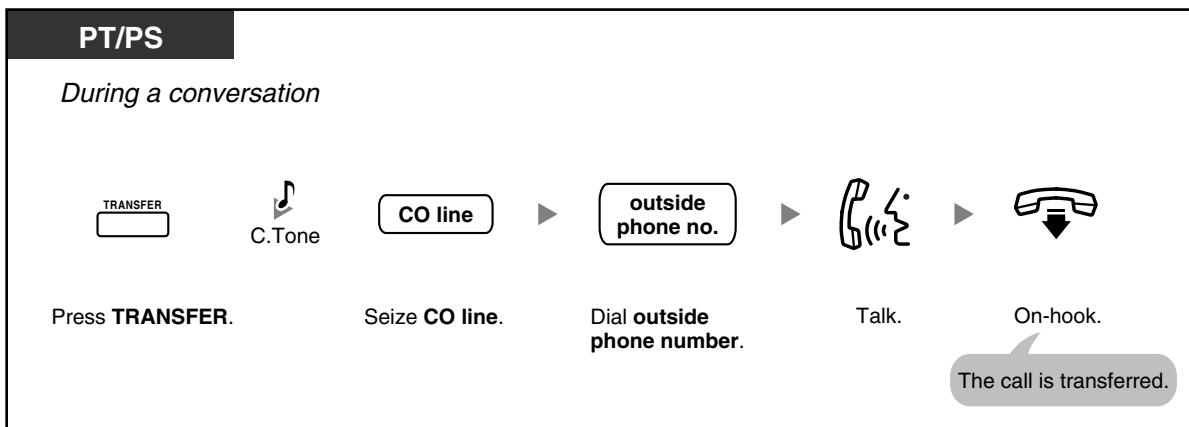 PT/PS
During a conversation
TRANSFER
C.Tone
CO line
outside
phone no.
Press TRANSFER.
Seize CO line.
Dial outside
phone number.
Talk.
On-hook.
The call is transferred.